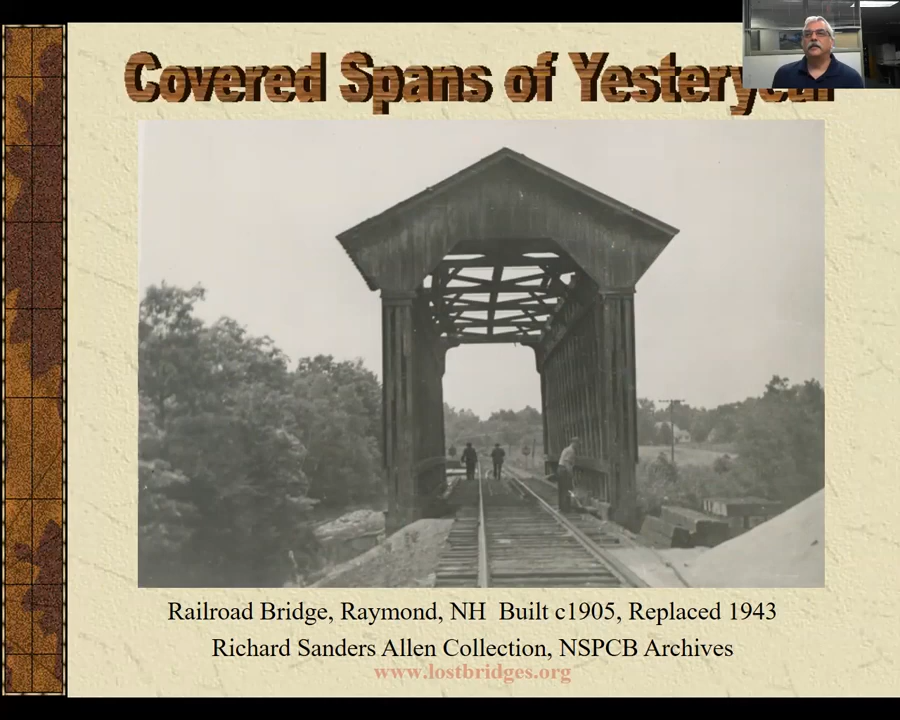 Covered Spans of Yesteryear
Railroad Bridge, Raymond, NH Built c1905, Replaced 1943
Richard Sanders Allen Collection, NSPCB Archives
www.lostbridges.org